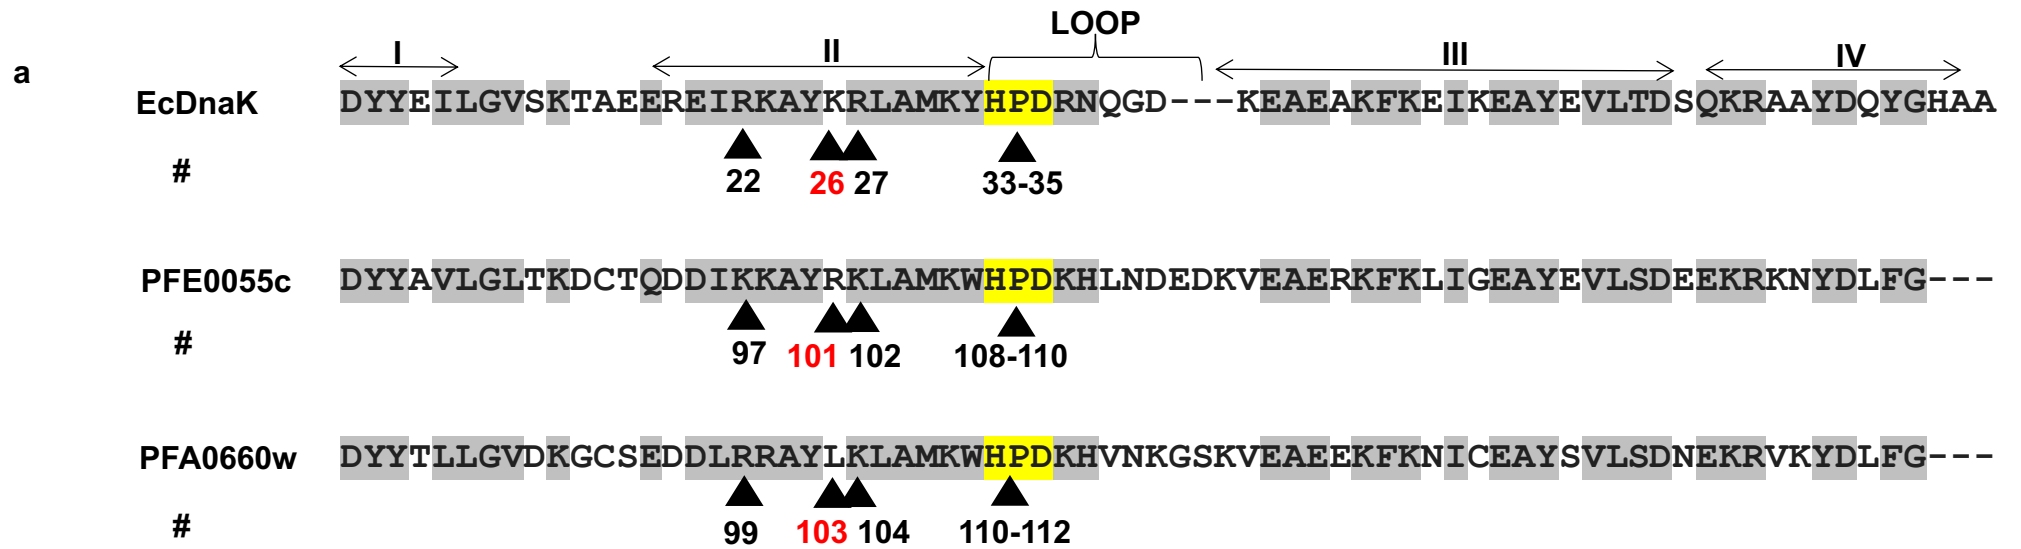 LOOP
I II III IV
a
EcDnaK DYYEILGVSKTAEEREIRKAYKRLAMKYHPDRNQGD---KEAEAKFKEIKEAYEVLTDSQKRAAYDQYGHAA
# 22 26 27 33-35
PFE0055c DYYAVLGLTKDCTQDDIKKAYRKLAMKWHPDKHLNDEDKVEAERKFKLIGEAYEVLSDEEKRKNYDLFG---
# 97 101 102 108-110
PFA0660w DYYTLLGVDKGCSEDDLRRAYLKLAMKWHPDKHVNKGSKVEAEEKFKNICEAYSVLSDNEKRVKYDLFG---
# 99 103 104 110-112